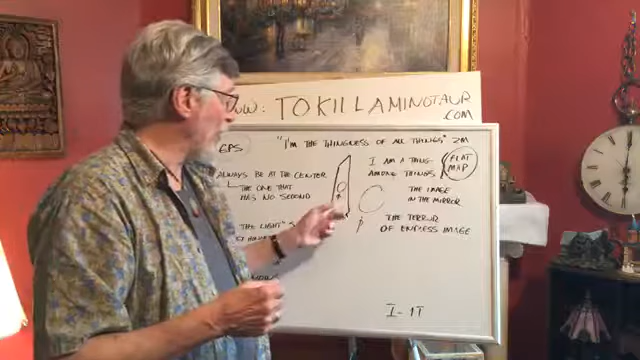 WWW: TOKILLAMINOTAUR
.COM
"I'M THE THINGNESS OF ALL THINGS" ZM
GPS
ALWAYS BE AT THE CENTER
THE ONE THAT
HAS NO SECOND
"THE LIGHT"
I AM A THING
AMONG THINGS
FLAT
MAP
THE IMAGE
IN THE MIRROR
THE TERROR
OF ENDLESS IMAGE
I-IT